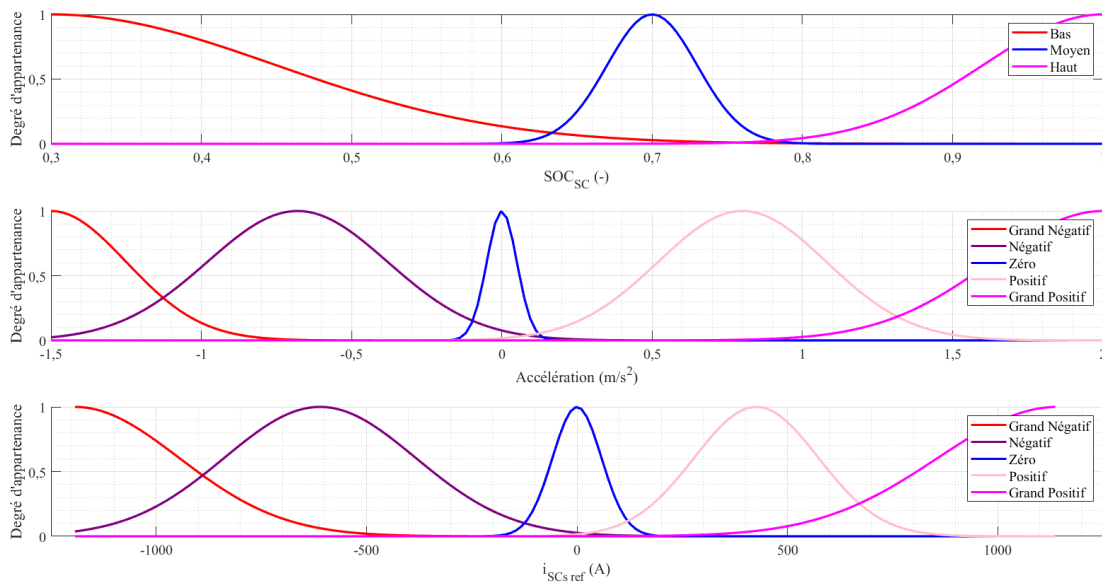 Degré d'appartenance
1
0,5
0
0,3
0,4
0,5
0,6
0,7
0,8
0,9
1
SOC_SC (-)
Bas
Moyen
Haut
Degré d'appartenance
1
0,5
0
-1,5
-1
-0,5
0
0,5
1
1,5
2
Accélération (m/s²)
Grand Négatif
Négatif
Zéro
Positif
Grand Positif
Degré d'appartenance
1
0,5
0
-1000
-500
0
500
1000
i_SCs ref (A)
Grand Négatif
Négatif
Zéro
Positif
Grand Positif